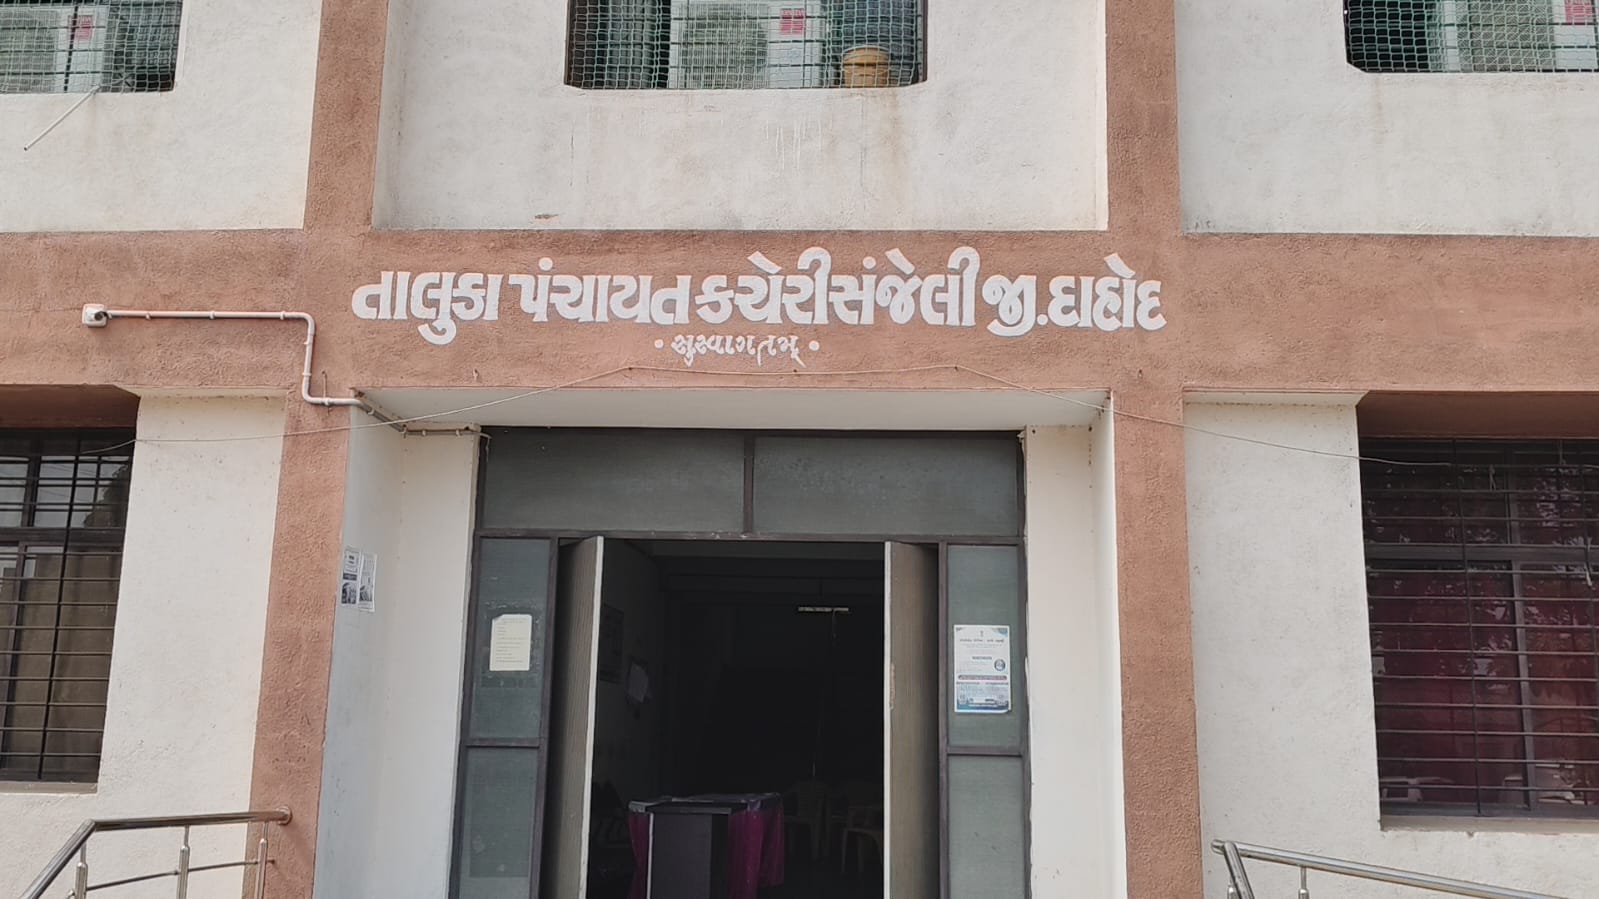 તાલુકા પંચાયત કચેરી સંજેલી જી.દાહોદ
• સુસ્વાગતમ્ •